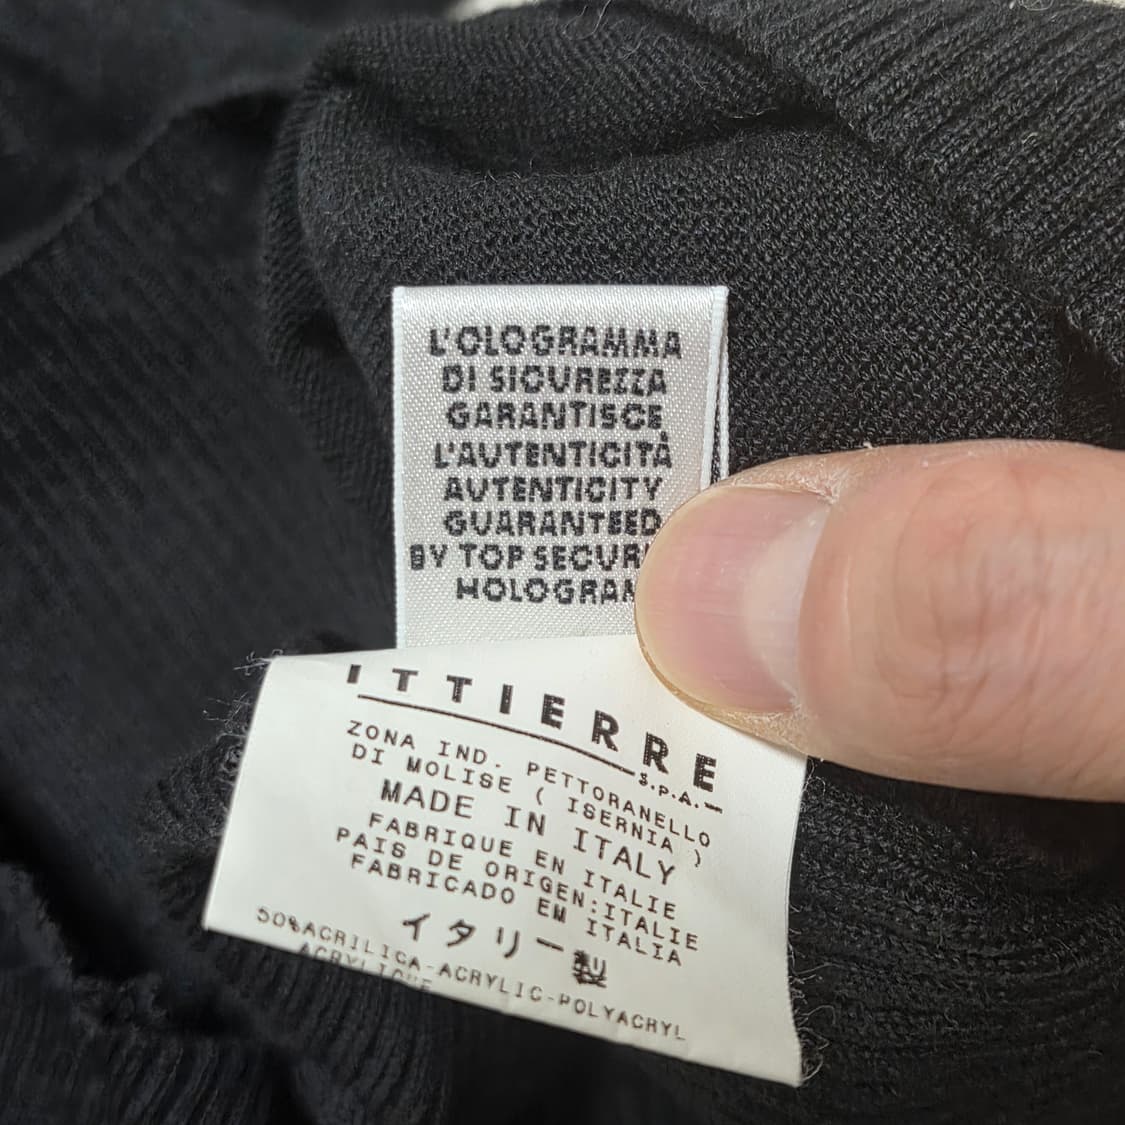 L'OLOGRAMMA
DI SICUREZZA
GARANTISCE
L'AUTENTICITÀ
AUTENTICITY
GUARANTEED
BY TOP
ITTIERRE
S.P.A.
ZONA IND. PETTORANELLO
DI MOLISE ( ISERNIA )
MADE IN ITALY
FABRIQUE EN ITALIE
PAIS DE ORIGEN:ITALIE
FABRICADO EM ITALIA
イタリー製
50%ACRILICA-ACRYLIC-POLYACRYL